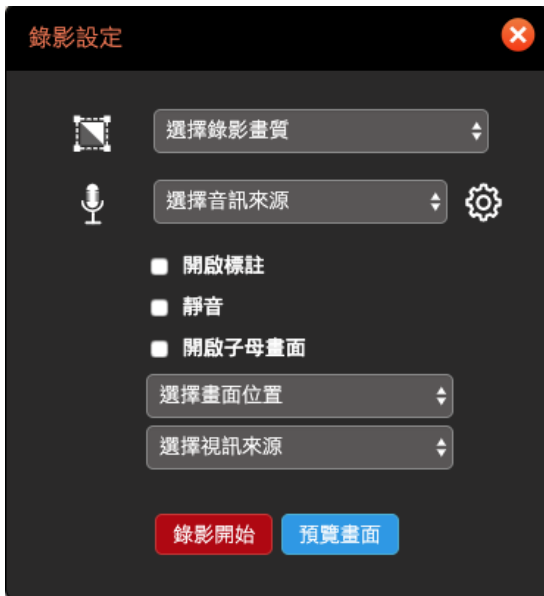 錄影設定
選擇錄影畫質
選擇音訊來源
開啟標註
靜音
開啟子母畫面
選擇畫面位置
選擇視訊來源
錄影開始 預覽畫面